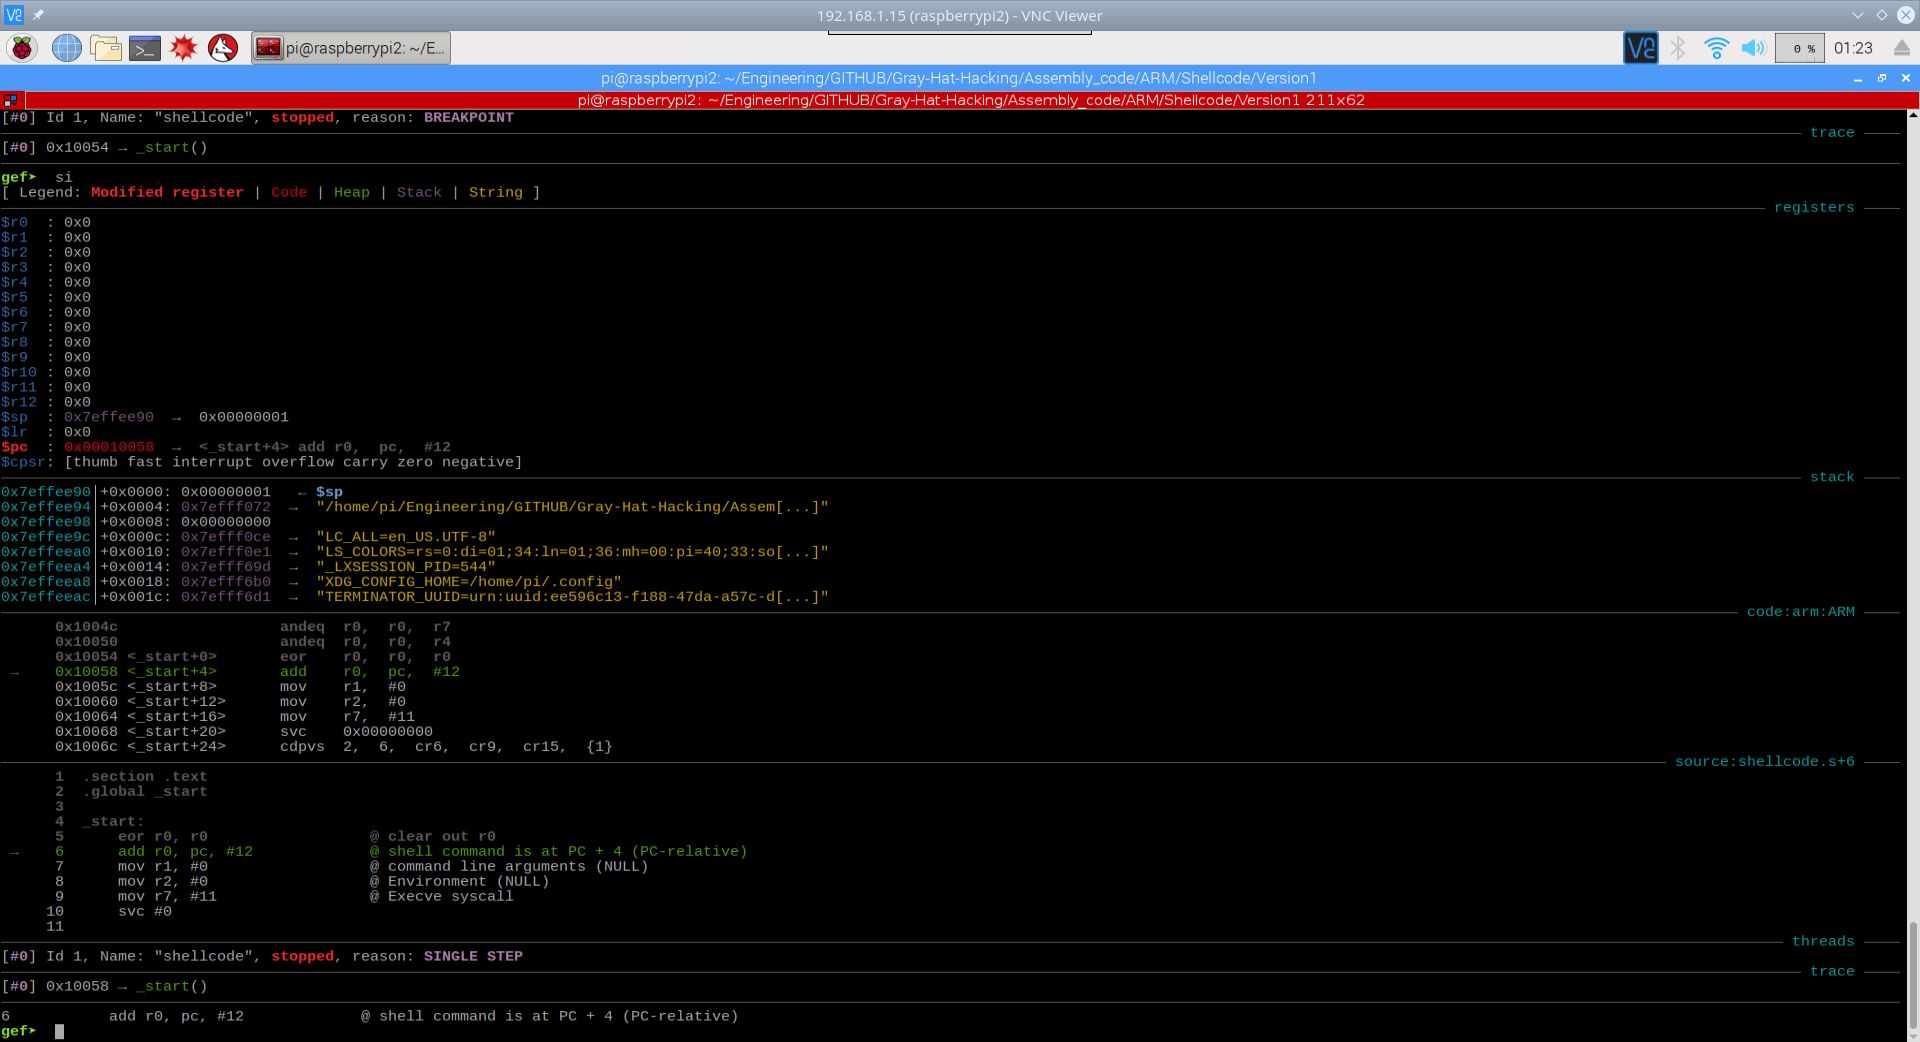 192.168.1.15 (raspberrypi2) - VNC Viewer
pi@raspberrypi2: ~/E...
0 %
01:23
pi@raspberrypi2: ~/Engineering/GITHUB/Gray-Hat-Hacking/Assembly_code/ARM/Shellcode/Version1
pi@raspberrypi2: ~/Engineering/GITHUB/Gray-Hat-Hacking/Assembly_code/ARM/Shellcode/Version1 211x62
[#0] Id 1, Name: "shellcode", stopped, reason: BREAKPOINT
trace
[#0] 0x10054 → _start()
gef➤  si
[ Legend: Modified register | Code | Heap | Stack | String ]
registers
$r0  : 0x0
$r1  : 0x0
$r2  : 0x0
$r3  : 0x0
$r4  : 0x0
$r5  : 0x0
$r6  : 0x0
$r7  : 0x0
$r8  : 0x0
$r9  : 0x0
$r10 : 0x0
$r11 : 0x0
$r12 : 0x0
$sp  : 0x7effee90  →  0x00000001
$lr  : 0x0
$pc  : 0x00010058  →  <_start+4> add r0,  pc,  #12
$cpsr: [thumb fast interrupt overflow carry zero negative]
stack
0x7effee90│+0x0000: 0x00000001   ← $sp
0x7effee94│+0x0004: 0x7efff072  →  "/home/pi/Engineering/GITHUB/Gray-Hat-Hacking/Assem[...]"
0x7effee98│+0x0008: 0x00000000
0x7effee9c│+0x000c: 0x7efff0ce  →  "LC_ALL=en_US.UTF-8"
0x7effeea0│+0x0010: 0x7efff0e1  →  "LS_COLORS=rs=0:di=01;34:ln=01;36:mh=00:pi=40;33:so[...]"
0x7effeea4│+0x0014: 0x7efff69d  →  "_LXSESSION_PID=544"
0x7effeea8│+0x0018: 0x7efff6b0  →  "XDG_CONFIG_HOME=/home/pi/.config"
0x7effeeac│+0x001c: 0x7efff6d1  →  "TERMINATOR_UUID=urn:uuid:ee596c13-f188-47da-a57c-d[...]"
code:arm:ARM
0x1004c                  andeq  r0,  r0,  r7
0x10050                  andeq  r0,  r0,  r4
0x10054 <_start+0>       eor    r0,  r0,  r0
→    0x10058 <_start+4>       add    r0,  pc,  #12
0x1005c <_start+8>       mov    r1,  #0
0x10060 <_start+12>      mov    r2,  #0
0x10064 <_start+16>      mov    r7,  #11
0x10068 <_start+20>      svc    0x00000000
0x1006c <_start+24>      cdpvs  2,  6,  cr6,  cr9,  cr15,  {1}
source:shellcode.s+6
1  .section .text
2  .global _start
3
4  _start:
5      eor r0, r0                  @ clear out r0
→    6      add r0, pc, #12             @ shell command is at PC + 4 (PC-relative)
7      mov r1, #0                  @ command line arguments (NULL)
8      mov r2, #0                  @ Environment (NULL)
9      mov r7, #11                 @ Execve syscall
10      svc #0
11
threads
[#0] Id 1, Name: "shellcode", stopped, reason: SINGLE STEP
trace
[#0] 0x10058 → _start()
6           add r0, pc, #12             @ shell command is at PC + 4 (PC-relative)
gef➤